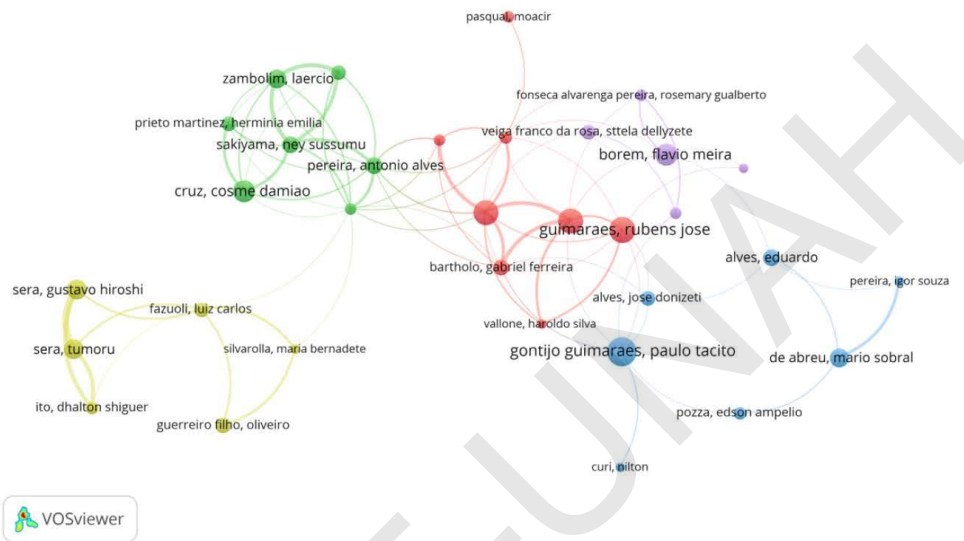 pasqual, moacir
zambolim, laercio
fonseca alvarenga pereira, rosemary gualberto
prieto martinez, herminia emilia
veiga franco da rosa, sttela dellyzete
sakiyama, ney sussumu
borem, flavio meira
pereira, antonio alves
cruz, cosme damiao
guimaraes, rubens jose
bartholo, gabriel ferreira
alves, eduardo
pereira, igor souza
sera, gustavo hiroshi
alves, jose donizeti
fazuoli, luiz carlos
vallone, haroldo silva
sera, tumoru
silvarolla, maria bernadete
gontijo guimaraes, paulo tacito
de abreu, mario sobral
ito, dhalton shiguer
pozza, edson ampelio
guerreiro filho, oliveiro
curi, nilton
VOSviewer
UNAH